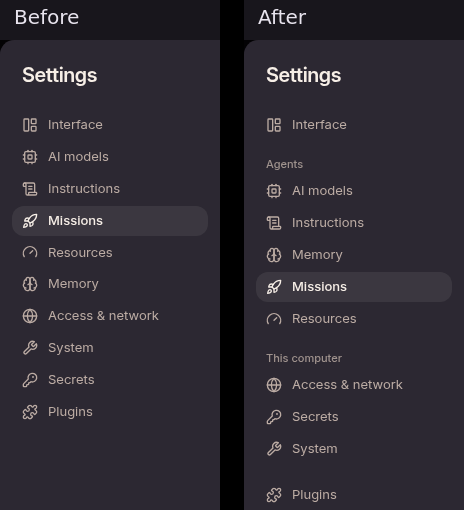 Before
Settings
Interface
AI models
Instructions
Missions
Resources
Memory
Access & network
System
Secrets
Plugins
After
Settings
Interface
Agents
AI models
Instructions
Memory
Missions
Resources
This computer
Access & network
Secrets
System
Plugins